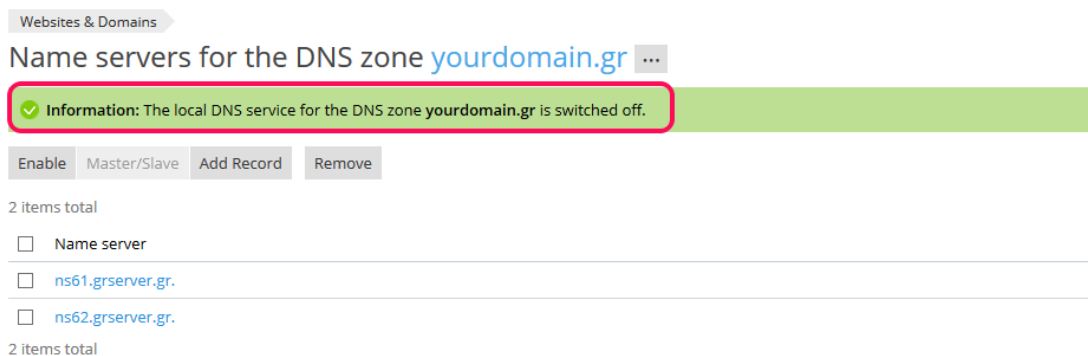 Websites & Domains
Name servers for the DNS zone yourdomain.gr ...
Information: The local DNS service for the DNS zone yourdomain.gr is switched off.
Enable Master/Slave Add Record Remove
2 items total
Name server
ns61.grserver.gr.
ns62.grserver.gr.
2 items total